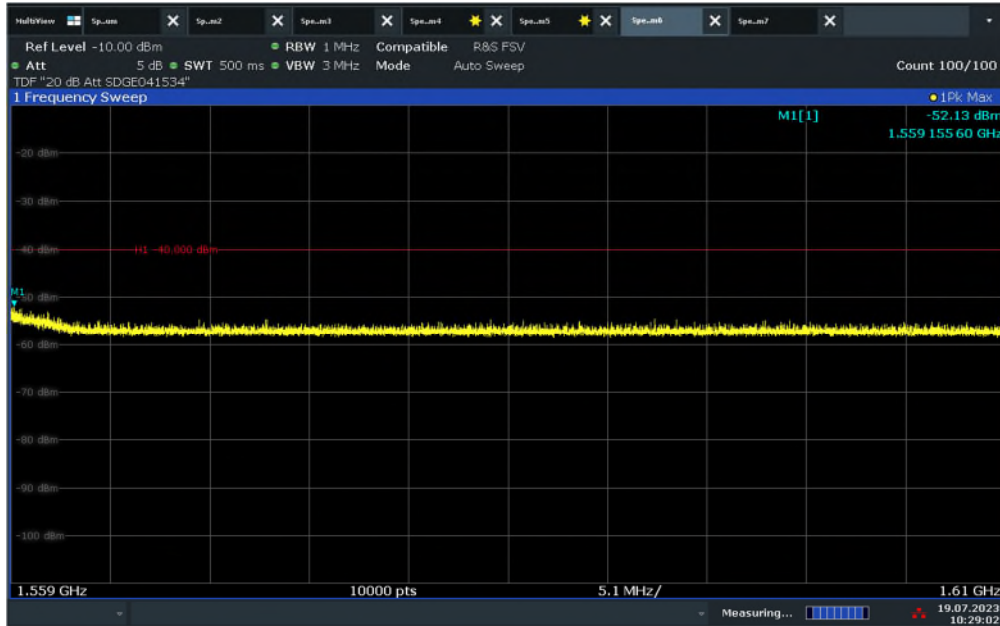 MultiView Sp...um Sp...m2 Spe...m3 Spe...m4 Spe...m5 Spe...m6 Spe...m7
Ref Level -10.00 dBm RBW 1 MHz Compatible R&S FSV
Att 5 dB SWT 500 ms VBW 3 MHz Mode Auto Sweep Count 100/100
TDF "20 dB Att SDGE041534"
1 Frequency Sweep 1Pk Max
M1[1] -52.13 dBm
1.559 155 60 GHz
-20 dBm
-30 dBm
-40 dBm H1 -40.000 dBm
M1
-50 dBm
-60 dBm
-70 dBm
-80 dBm
-90 dBm
-100 dBm
1.559 GHz 10000 pts 5.1 MHz/ 1.61 GHz
Measuring... 19.07.2023
10:29:02